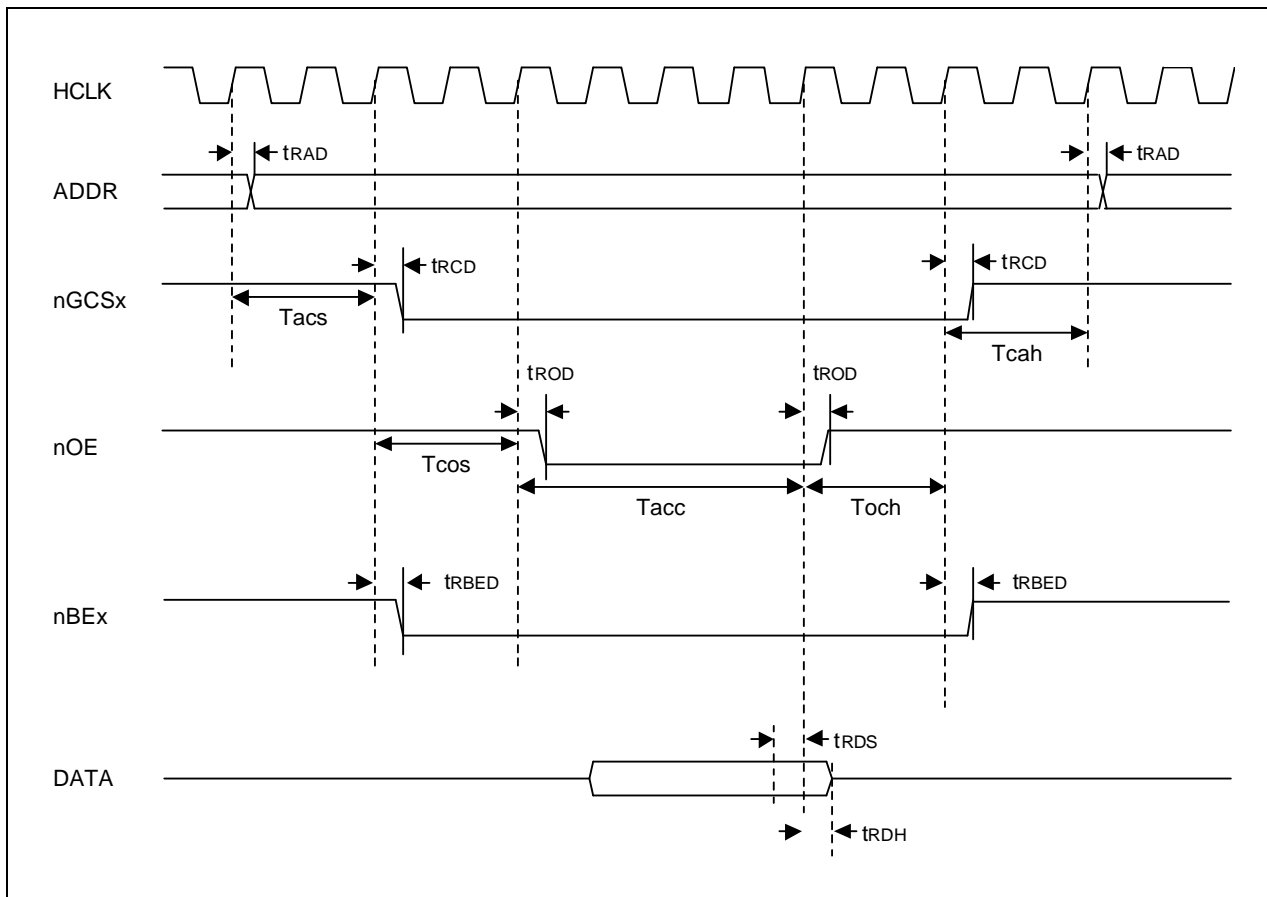 HCLK
tRAD
tRAD
ADDR
tRCD
tRCD
nGCSx
Tacs
Tcah
tROD
tROD
nOE
Tcos
Tacc
Toch
tRBED
tRBED
nBEx
tRDS
DATA
tRDH